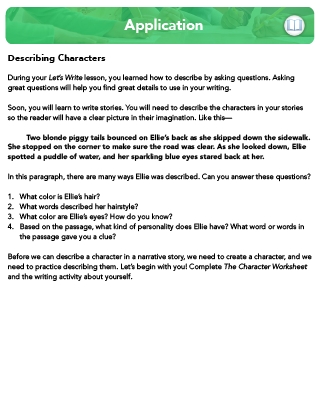 Application
Describing Characters
During your Let's Write lesson, you learned how to describe by asking questions. Asking
great questions will help you find great details to use in your writing.
Soon, you will learn to write stories. You will need to describe the characters in your stories
so the reader will have a clear picture in their imagination. Like this—
Two blonde piggy tails bounced on Ellie's back as she skipped down the sidewalk.
She stopped on the corner to make sure the road was clear. As she looked down, Ellie
spotted a puddle of water, and her sparkling blue eyes stared back at her.
In this paragraph, there are many ways Ellie was described. Can you answer these questions?
1. What color is Ellie's hair?
2. What words described her hairstyle?
3. What color are Ellie's eyes? How do you know?
4. Based on the passage, what kind of personality does Ellie have? What word or words in
the passage gave you a clue?
Before we can describe a character in a narrative story, we need to create a character, and we
need to practice describing them. Let's begin with you! Complete The Character Worksheet
and the writing activity about yourself.